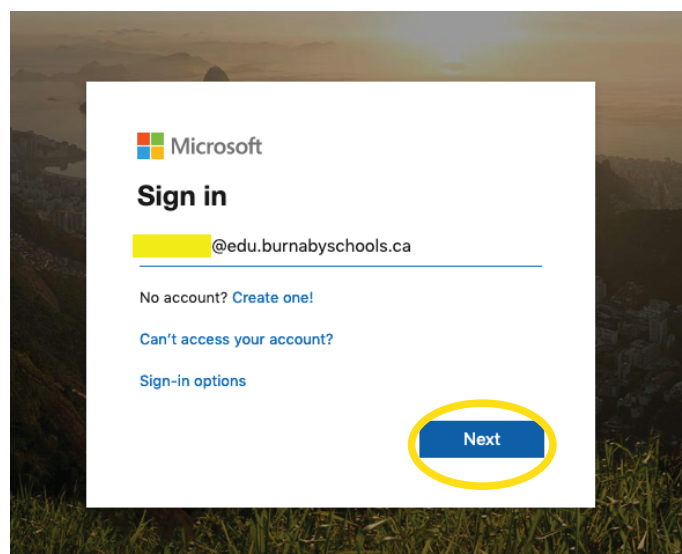 Microsoft
Sign in
@edu.burnabyschools.ca
No account? Create one!
Can't access your account?
Sign-in options
Next